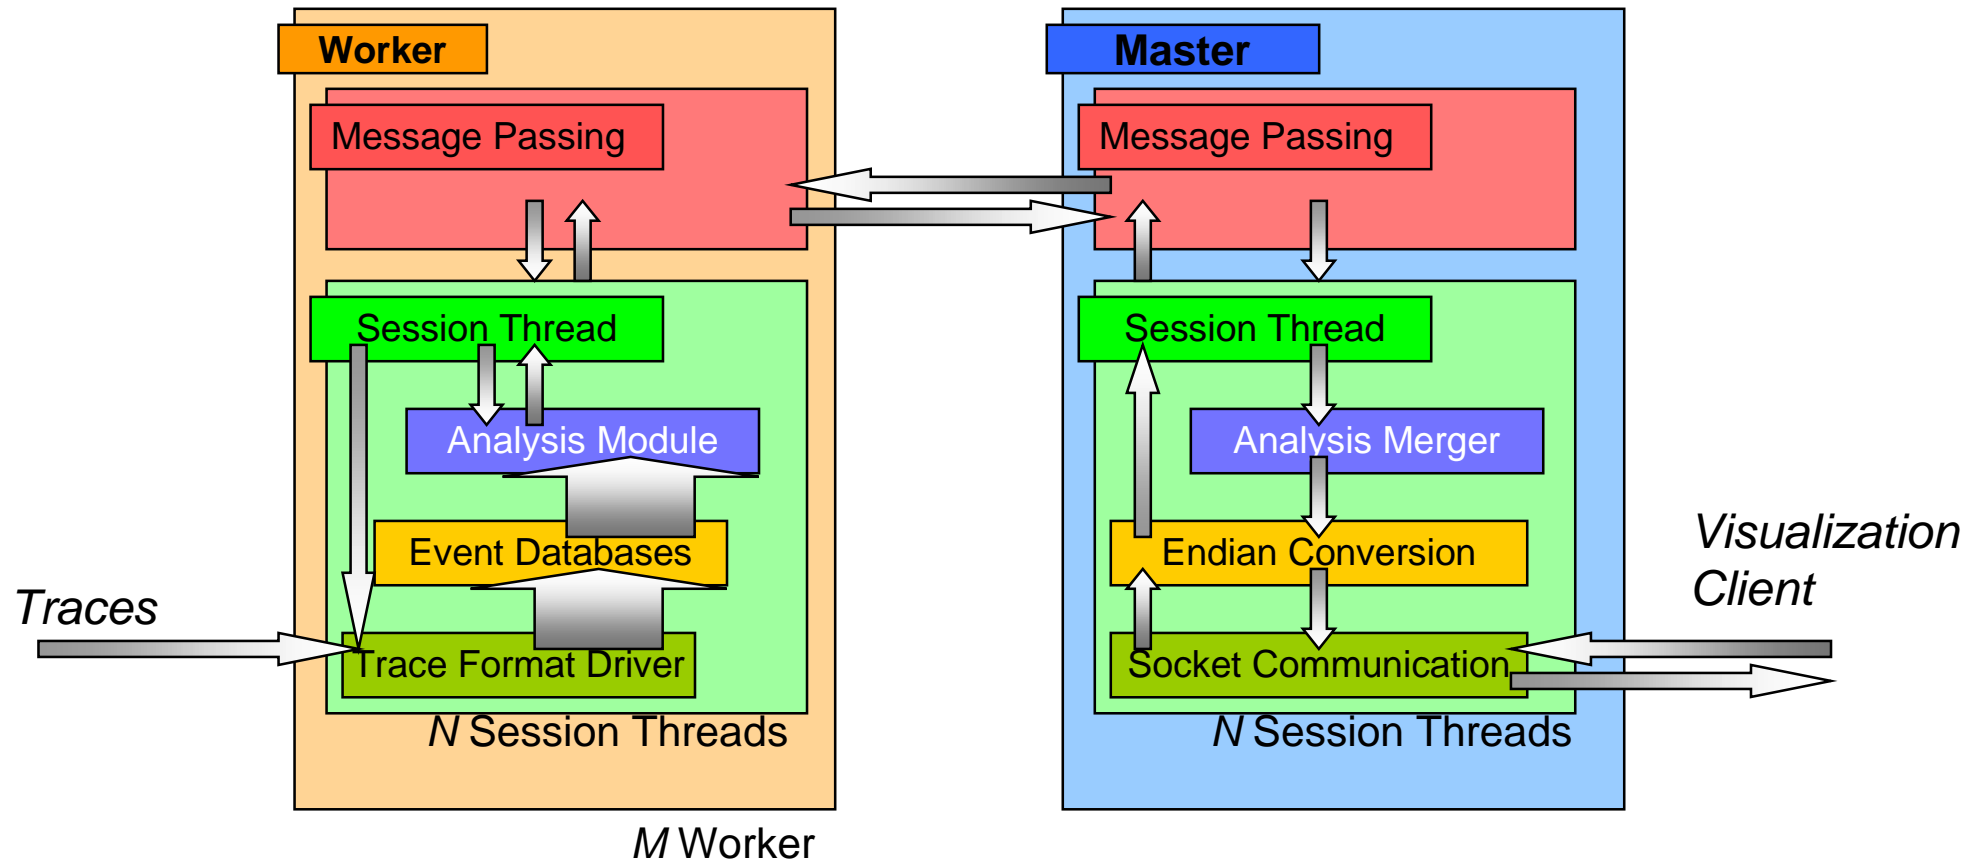 Worker
Master
Message Passing
Message Passing
Session Thread
Session Thread
Analysis Module
Analysis Merger
Event Databases
Endian Conversion
Visualization
Client
Traces
Trace Format Driver
Socket Communication
N Session Threads
N Session Threads
M Worker